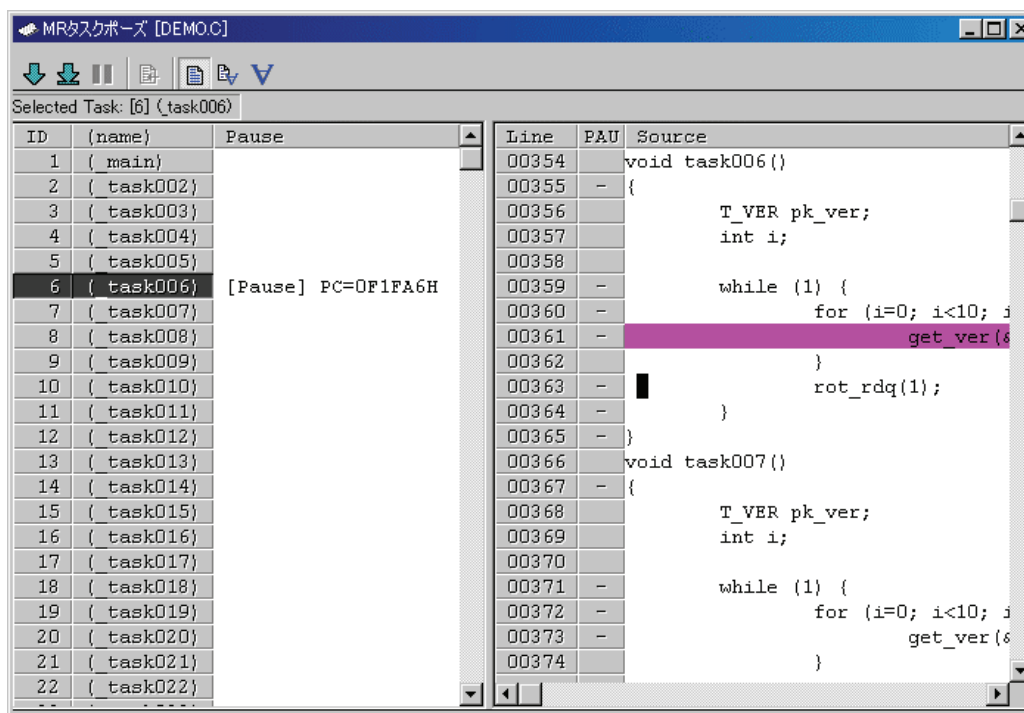 MRタスクポーズ [DEMO.C]
Selected Task: [6] (_task006)
ID (name) Pause
1 (_main)
2 (_task002)
3 (_task003)
4 (_task004)
5 (_task005)
6 (_task006) [Pause] PC=0F1FA6H
7 (_task007)
8 (_task008)
9 (_task009)
10 (_task010)
11 (_task011)
12 (_task012)
13 (_task013)
14 (_task014)
15 (_task015)
16 (_task016)
17 (_task017)
18 (_task018)
19 (_task019)
20 (_task020)
21 (_task021)
22 (_task022)
Line PAU Source
00354 void task006()
00355 - {
00356 T_VER pk_ver;
00357 int i;
00358
00359 - while (1) {
00360 - for (i=0; i<10; i
00361 - get_ver(&
00362 - }
00363 - rot_rdq(1);
00364 - }
00365 - }
00366 void task007()
00367 - {
00368 T_VER pk_ver;
00369 int i;
00370
00371 - while (1) {
00372 - for (i=0; i<10; i
00373 - get_ver(&
00374 }